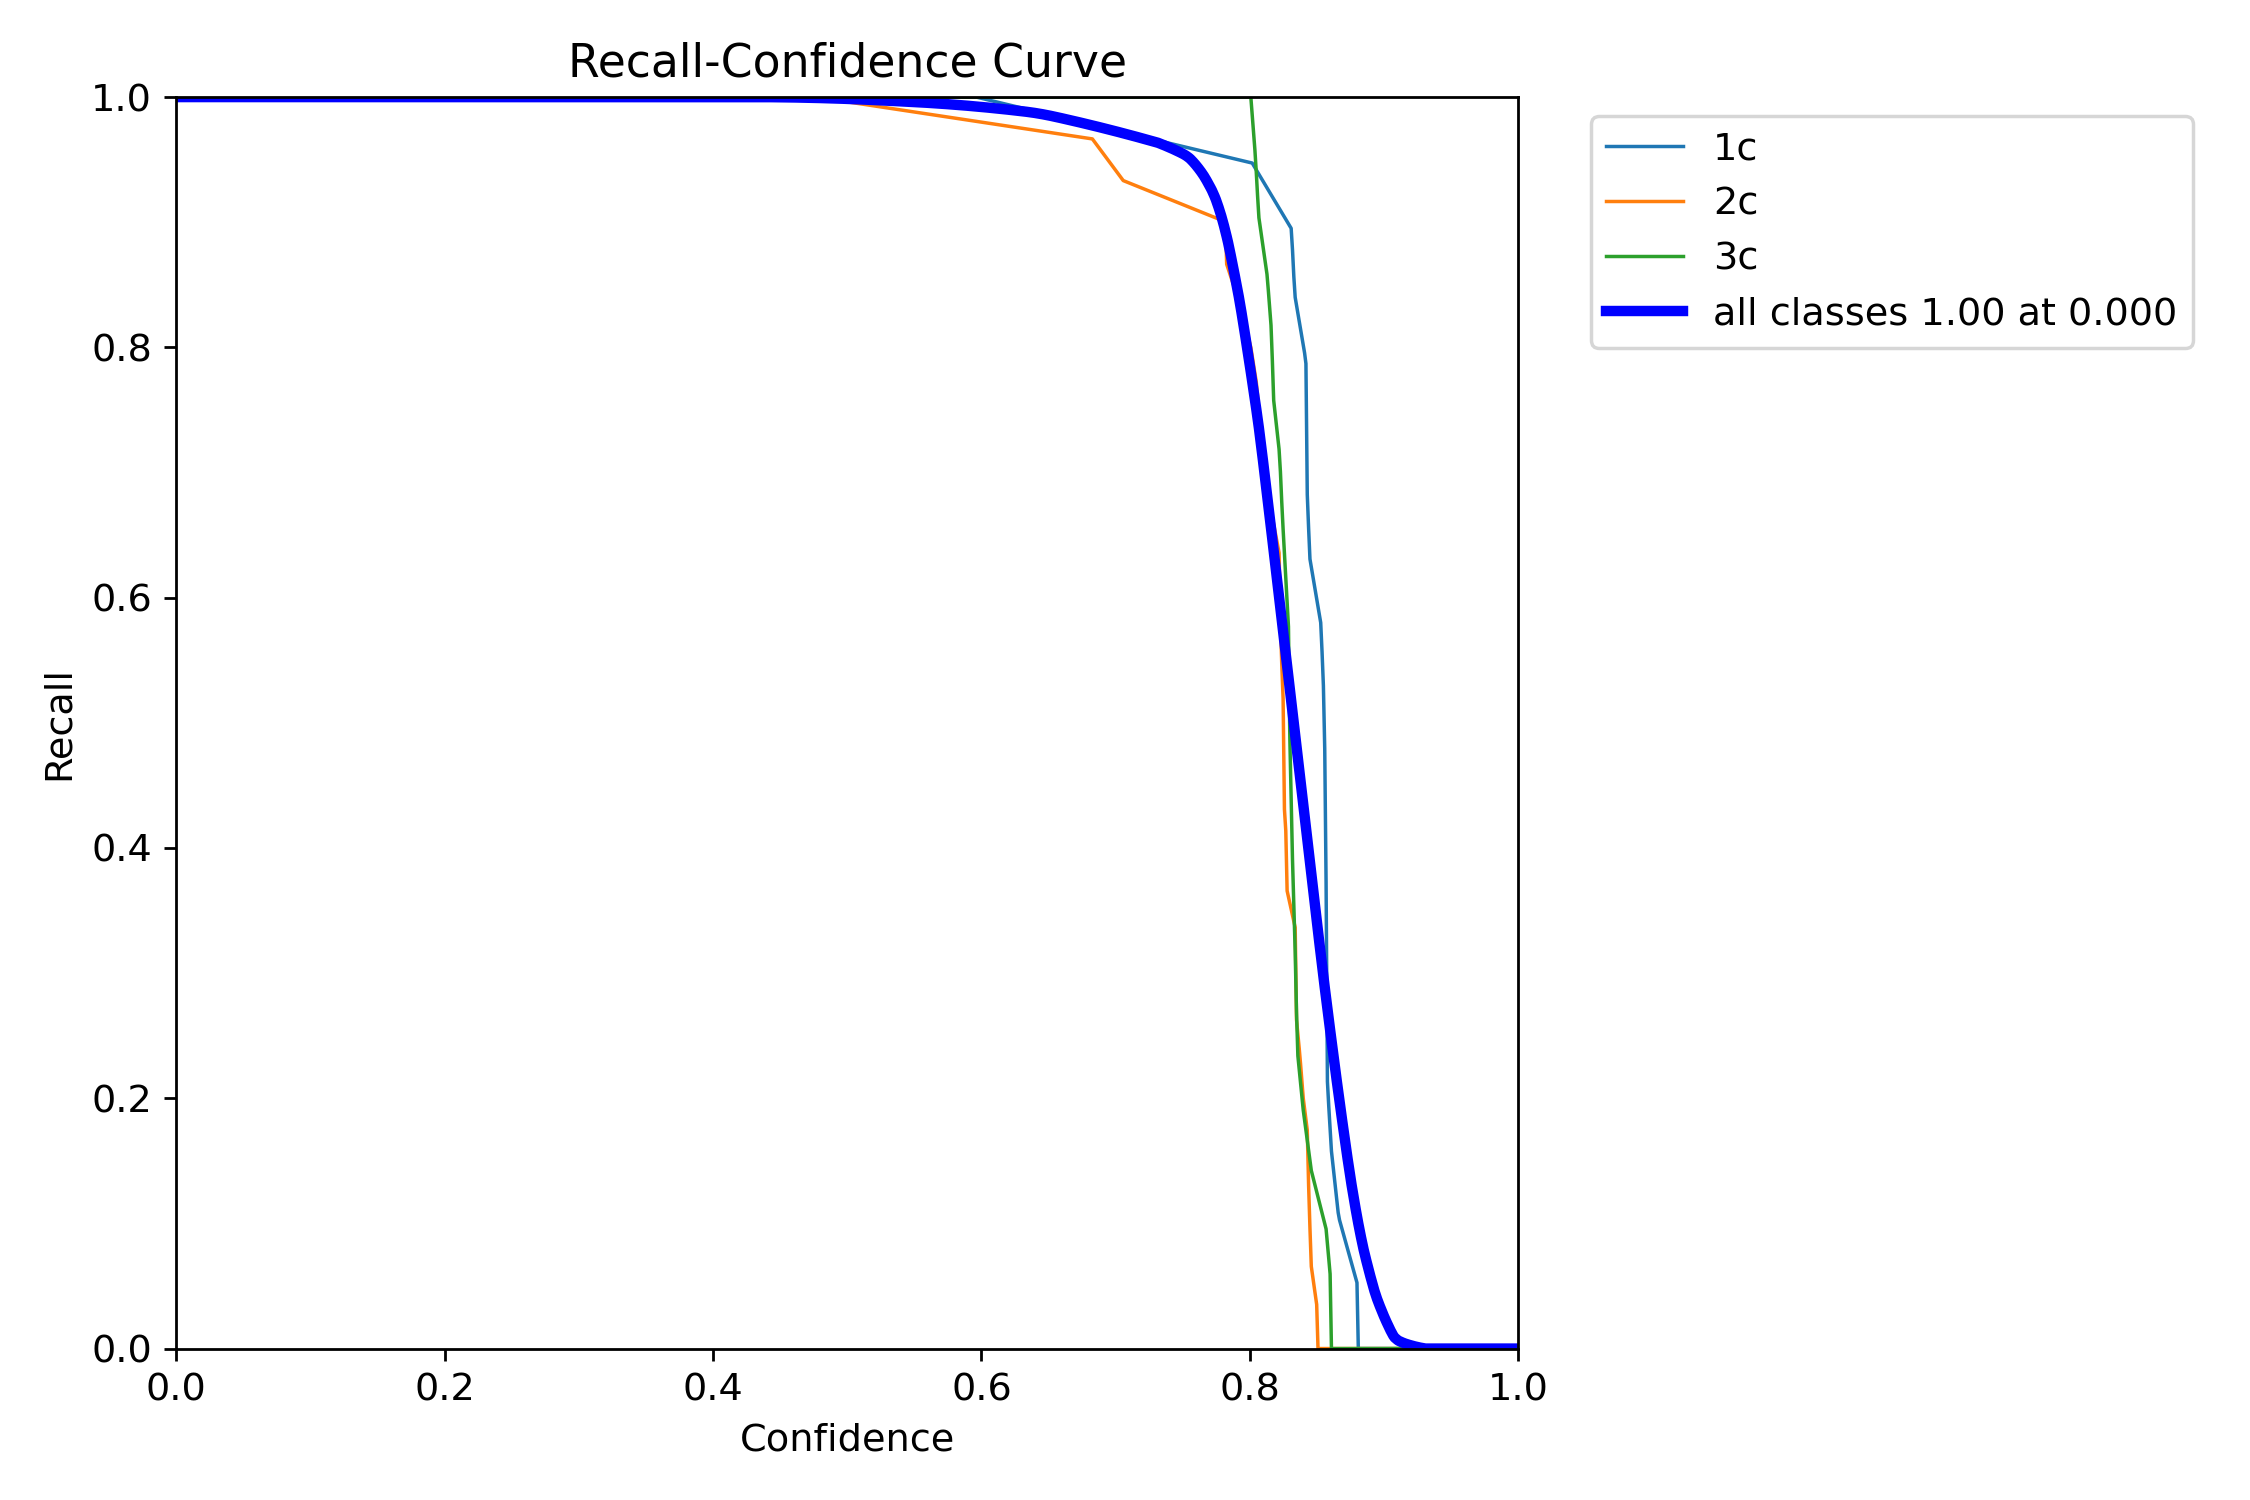 Recall-Confidence Curve
1.0
0.8
0.6
0.4
0.2
0.0
Recall
0.0 0.2 0.4 0.6 0.8 1.0
Confidence
1c
2c
3c
all classes 1.00 at 0.000